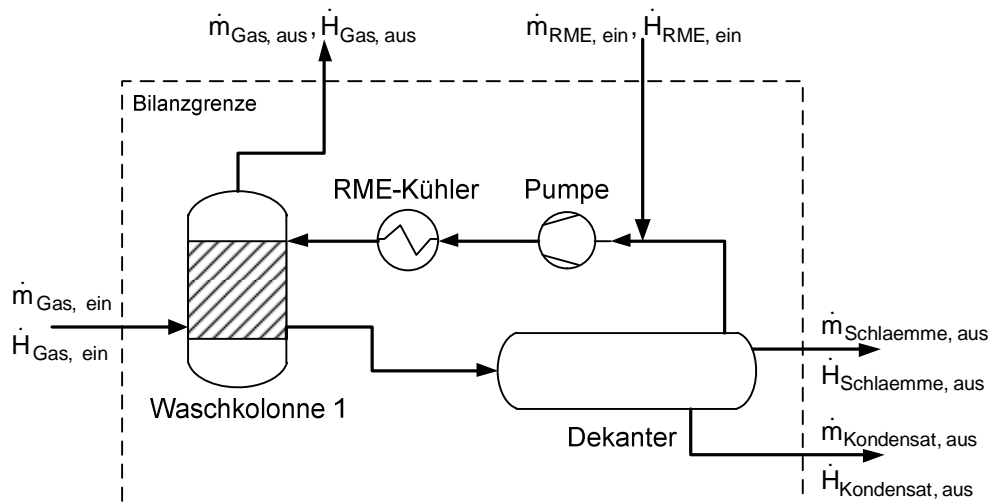 ṁGas, aus, ḢGas, aus
ṁRME, ein, ḢRME, ein
Bilanzgrenze
RME-Kühler
Pumpe
ṁGas, ein
ḢGas, ein
Waschkolonne 1
Dekanter
ṁSchlaemme, aus
ḢSchlaemme, aus
ṁKondensat, aus
ḢKondensat, aus